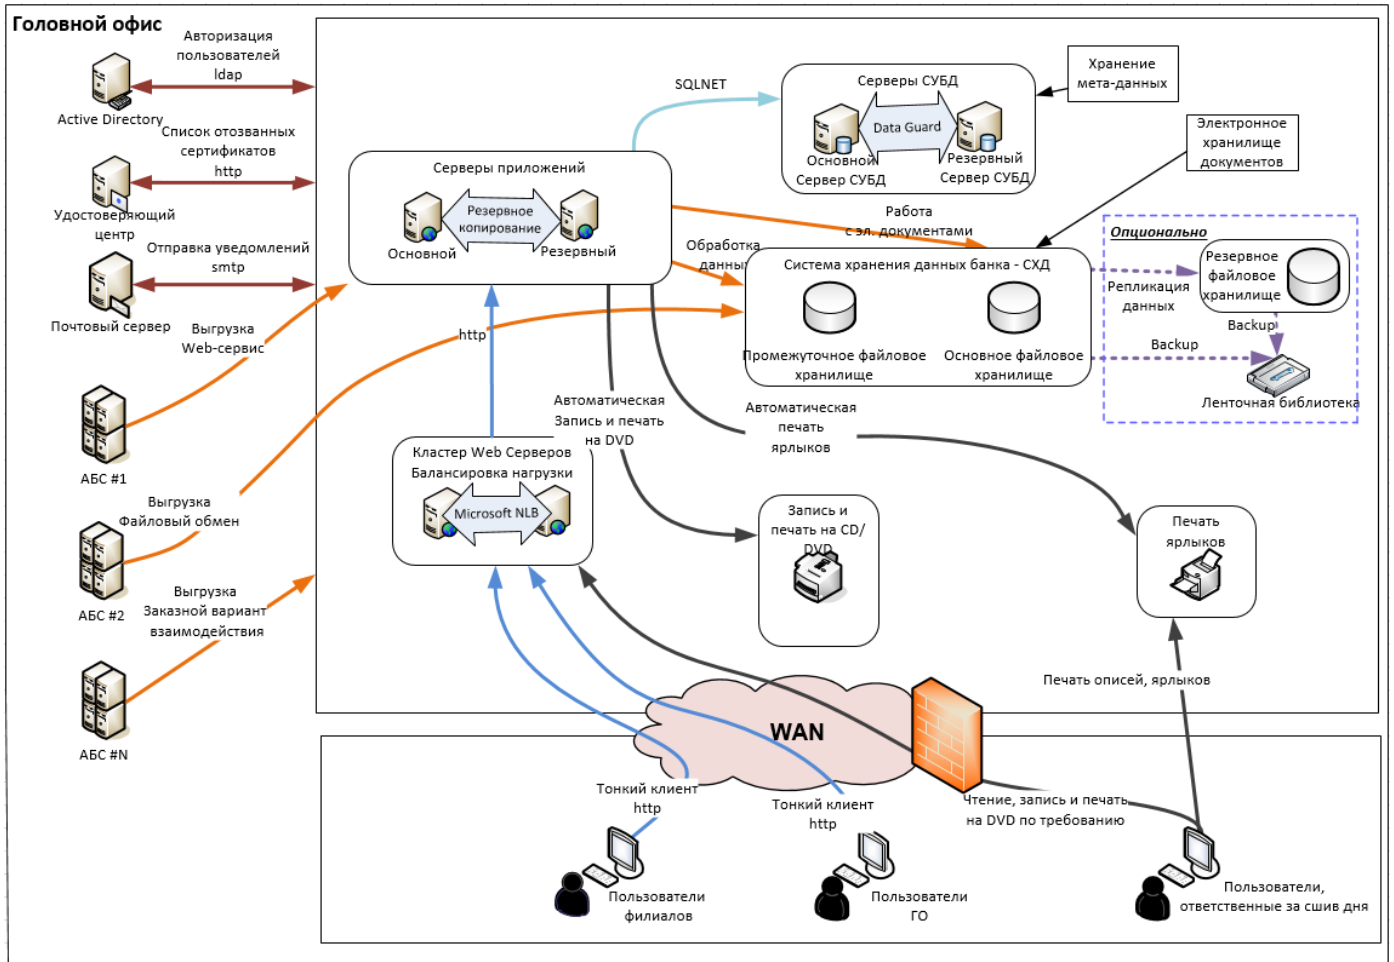 Головной офис
Авторизация
пользователей
ldap
Active Directory
Список отозванных
сертификатов
http
Удостоверяющий
центр
Отправка уведомлений
smtp
Почтовый сервер
Выгрузка
Web-сервис
АБС #1
Выгрузка
Файловый обмен
АБС #2
Выгрузка
Заказной вариант
взаимодействия
АБС #N
SQLNET
Серверы СУБД
Data Guard
Основной
Сервер СУБД
Резервный
Сервер СУБД
Хранение
мета-данных
Электронное
хранилище
документов
Серверы приложений
Резервное
копирование
Основной
Резервный
Работа
с эл. документами
Обработка
данных
Система хранения данных банка - СХД
Промежуточное файловое
хранилище
Основное файловое
хранилище
Опционально
Резервное
файловое
хранилище
Репликация
данных
Backup
Backup
Ленточная библиотека
http
Автоматическая
Запись и печать
на DVD
Автоматическая
печать
ярлыков
Кластер Web Серверов
Балансировка нагрузки
Microsoft NLB
Запись и
печать на CD/
DVD
Печать
ярлыков
Печать описей, ярлыков
WAN
Тонкий клиент
http
Тонкий клиент
http
Чтение, запись и печать
на DVD по требованию
Пользователи
филиалов
Пользователи
ГО
Пользователи,
ответственные за сшив дня